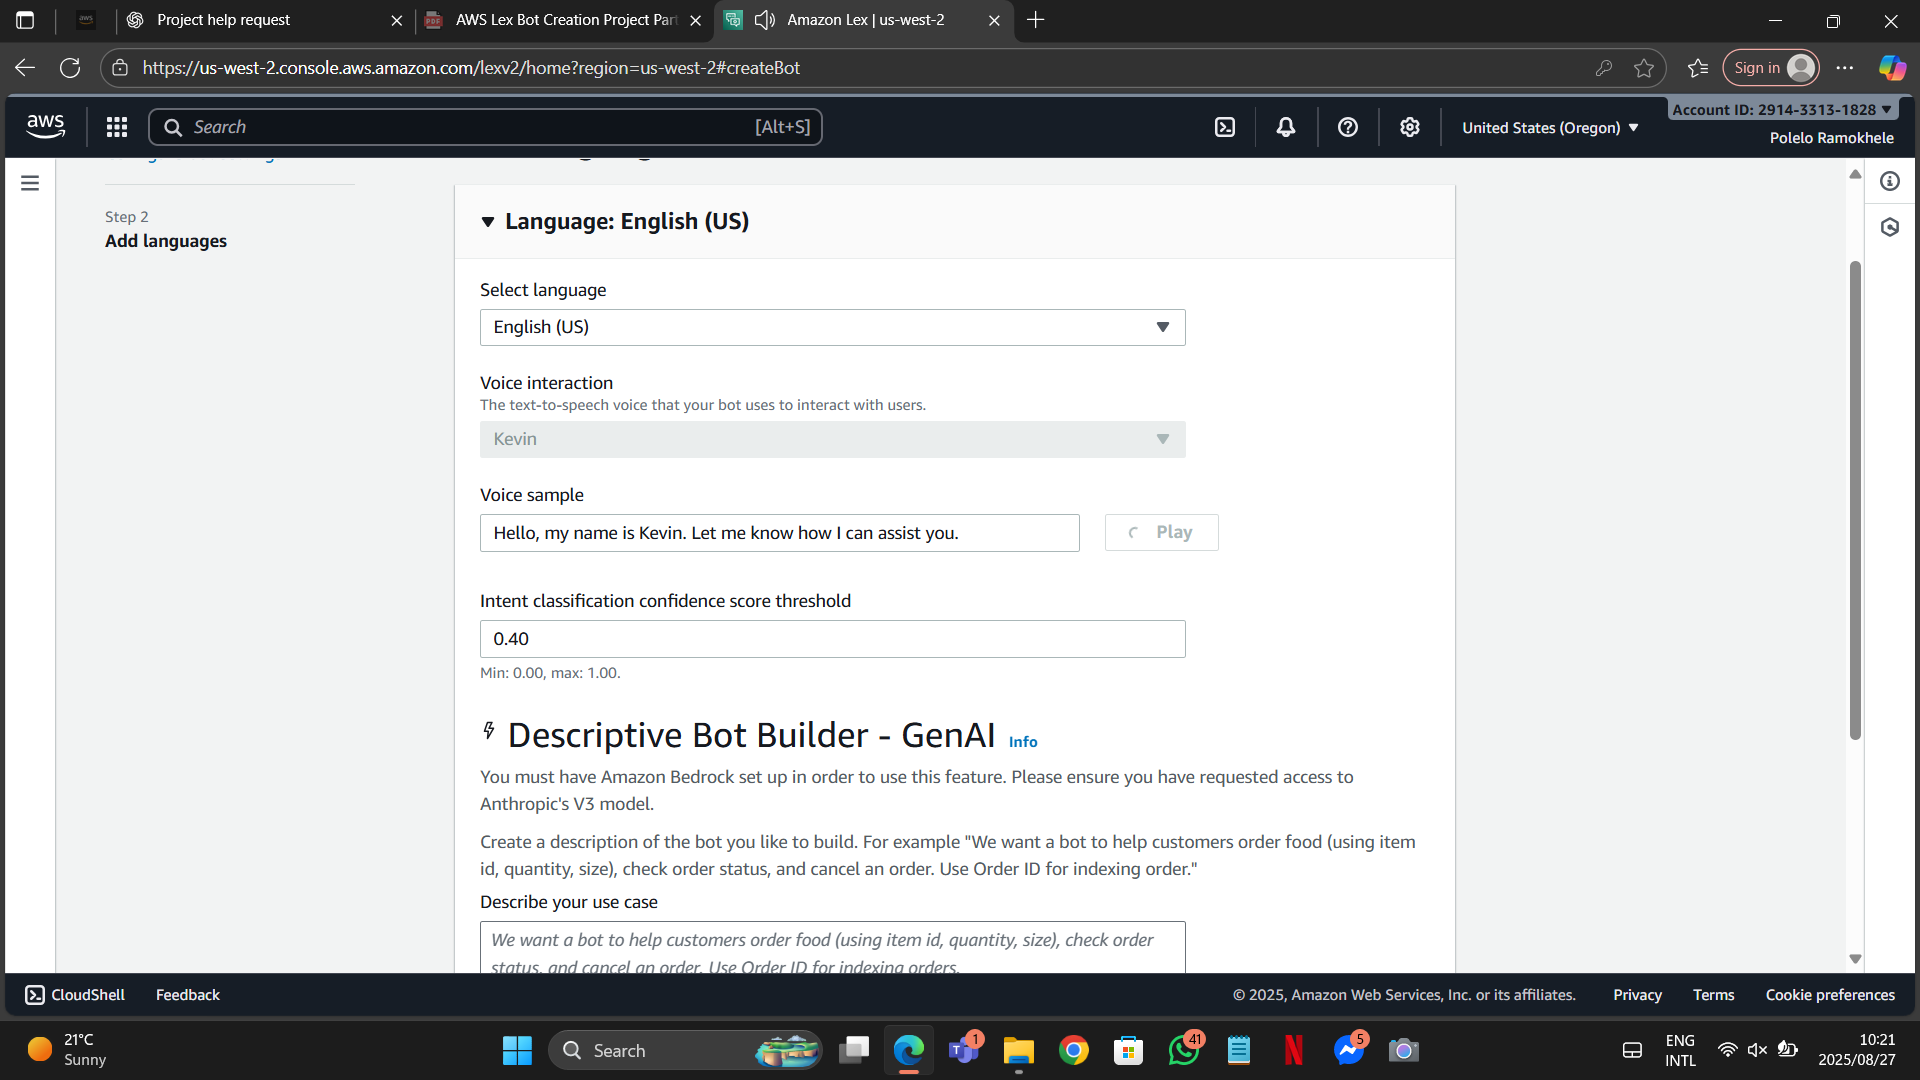 Project help request
AWS Lex Bot Creation Project Part
Amazon Lex | us-west-2
https://us-west-2.console.aws.amazon.com/lexv2/home?region=us-west-2#createBot
Sign in
aws
Search
[Alt+S]
United States (Oregon)
Account ID: 2914-3313-1828
Polelo Ramokhele
Step 2
Add languages
Language: English (US)
Select language
English (US)
Voice interaction
The text-to-speech voice that your bot uses to interact with users.
Kevin
Voice sample
Hello, my name is Kevin. Let me know how I can assist you.
Play
Intent classification confidence score threshold
0.40
Min: 0.00, max: 1.00.
Descriptive Bot Builder - GenAI Info
You must have Amazon Bedrock set up in order to use this feature. Please ensure you have requested access to
Anthropic's V3 model.
Create a description of the bot you like to build. For example "We want a bot to help customers order food (using item
id, quantity, size), check order status, and cancel an order. Use Order ID for indexing order."
Describe your use case
We want a bot to help customers order food (using item id, quantity, size), check order
status, and cancel an order. Use Order ID for indexing orders.
CloudShell
Feedback
© 2025, Amazon Web Services, Inc. or its affiliates.
Privacy
Terms
Cookie preferences
21°C
Sunny
Search
1
41
5
ENG
INTL
10:21
2025/08/27